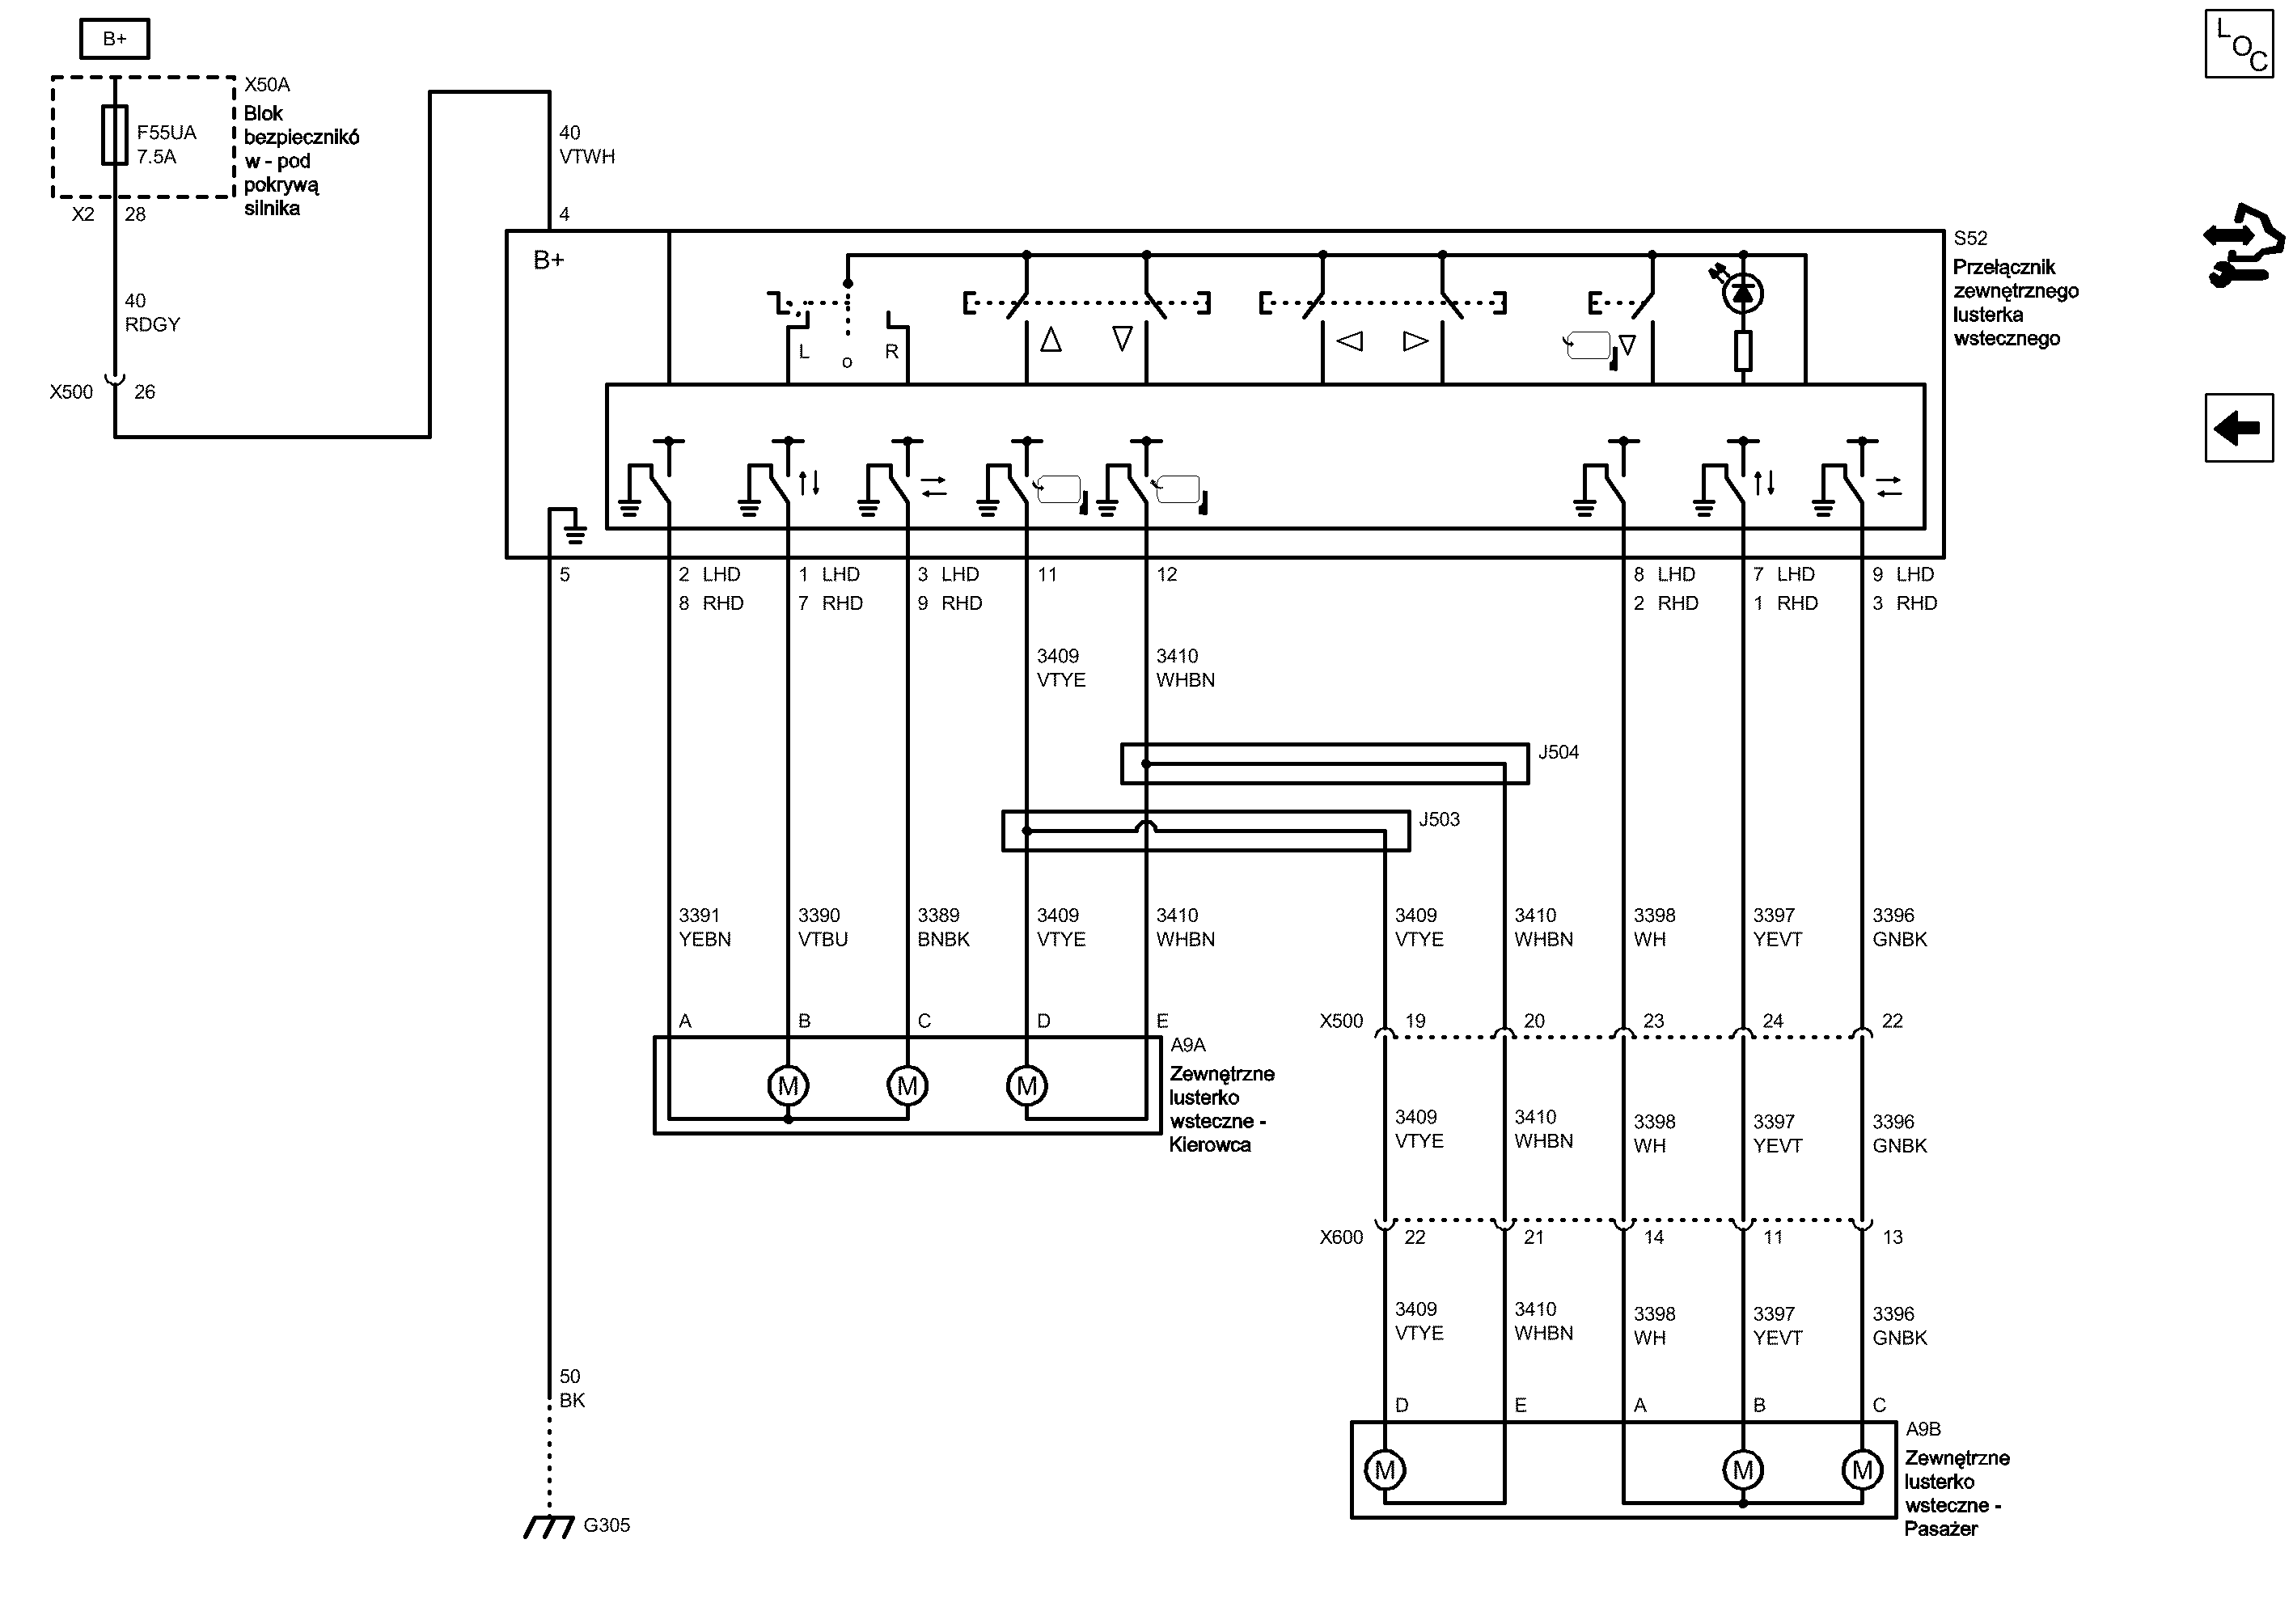 B+
LOC
X50A
Blok
bezpiecznikó
w - pod
pokrywą
silnika
F55UA
7.5A
X2 28
40
VTWH
4
40
RDGY
X500 26
B+
S52
Przełącznik
zewnętrznego
lusterka
wstecznego
L o R
5
2 LHD
8 RHD
1 LHD
7 RHD
3 LHD
9 RHD
11
12
8 LHD
2 RHD
7 LHD
1 RHD
9 LHD
3 RHD
3409
VTYE
3410
WHBN
J504
J503
3391
YEBN
3390
VTBU
3389
BNBK
3409
VTYE
3410
WHBN
3409
VTYE
3410
WHBN
3398
WH
3397
YEVT
3396
GNBK
A B C D E
X500 19 20 23 24 22
A9A
Zewnętrzne
lusterko
wsteczne -
Kierowca
M M M
3409
VTYE
3410
WHBN
3398
WH
3397
YEVT
3396
GNBK
X600 22 21 14 11 13
3409
VTYE
3410
WHBN
3398
WH
3397
YEVT
3396
GNBK
50
BK
D E A B C
A9B
Zewnętrzne
lusterko
wsteczne -
Pasażer
M M M
G305